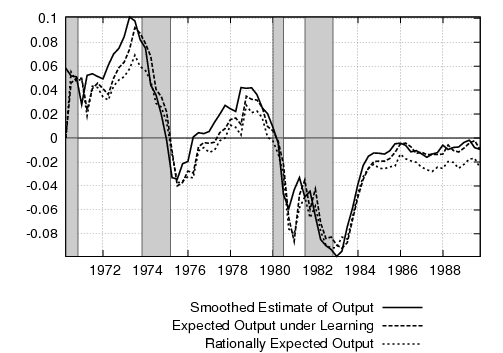 0.1
0.08
0.06
0.04
0.02
0
-0.02
-0.04
-0.06
-0.08
1972 1974 1976 1978 1980 1982 1984 1986 1988
Smoothed Estimate of Output
Expected Output under Learning
Rationally Expected Output